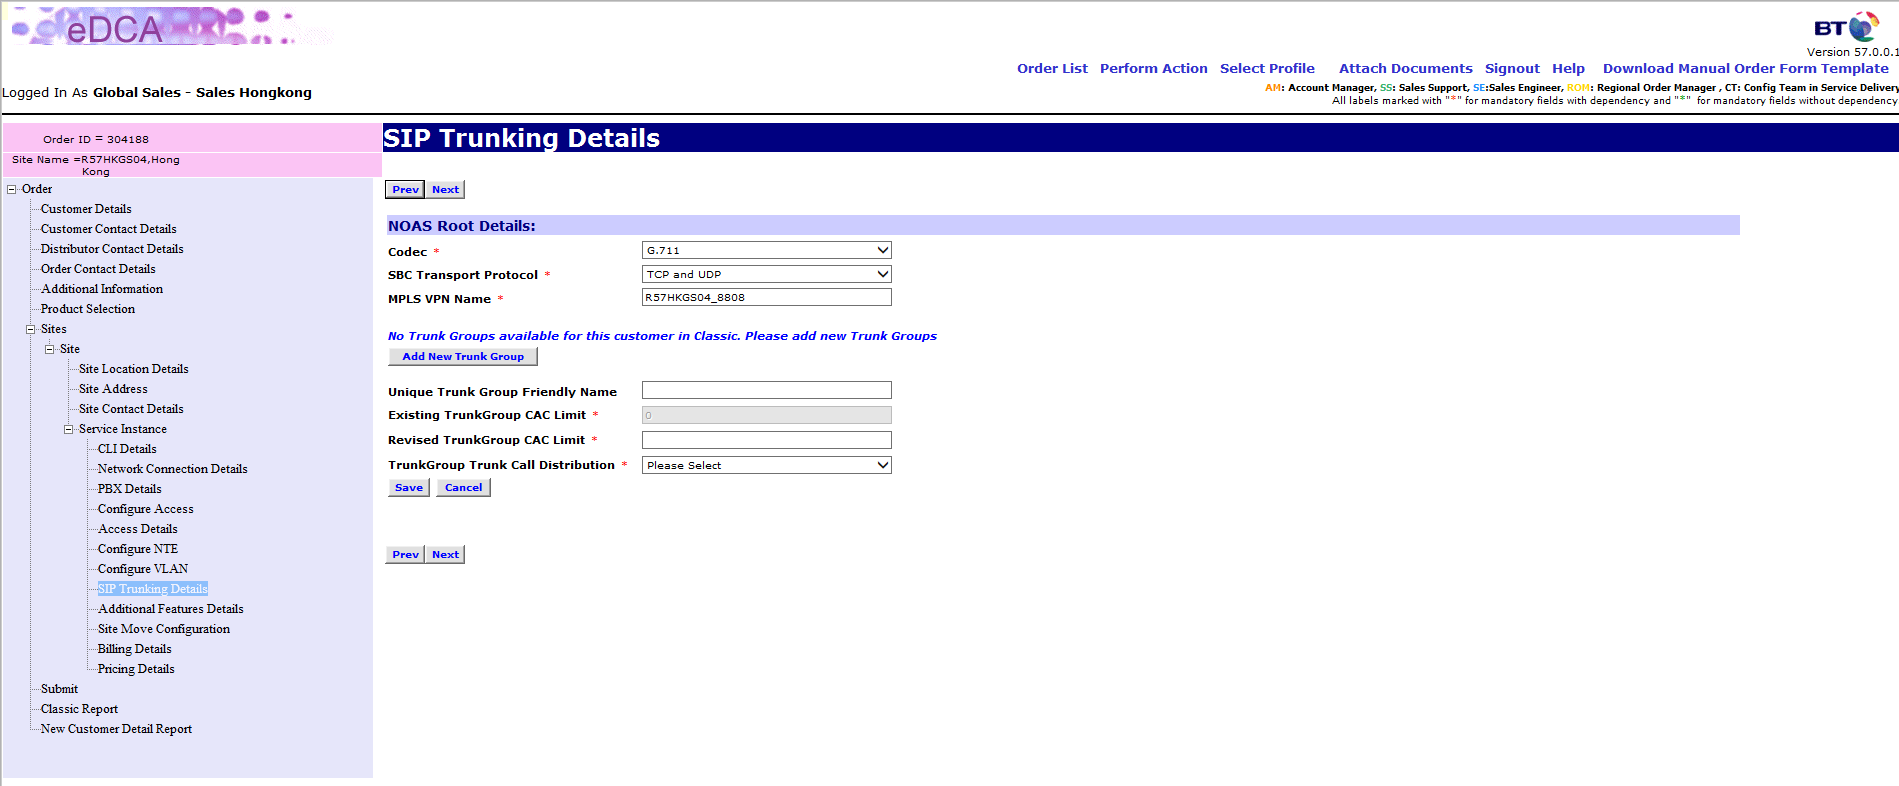 eDCA
BT
Version 57.0.0.1
Order List Perform Action Select Profile Attach Documents Signout Help Download Manual Order Form Template
Logged In As Global Sales - Sales Hongkong
AM: Account Manager, SS: Sales Support, SE:Sales Engineer, ROM: Regional Order Manager , CT: Config Team in Service Delivery
All labels marked with "*" for mandatory fields with dependency and "*" for mandatory fields without dependency
Order ID = 304188
Site Name =R57HKGS04,Hong
Kong
Order
Customer Details
Customer Contact Details
Distributor Contact Details
Order Contact Details
Additional Information
Product Selection
Sites
Site
Site Location Details
Site Address
Site Contact Details
Service Instance
CLI Details
Network Connection Details
PBX Details
Configure Access
Access Details
Configure NTE
Configure VLAN
SIP Trunking Details
Additional Features Details
Site Move Configuration
Billing Details
Pricing Details
Submit
Classic Report
New Customer Detail Report
SIP Trunking Details
Prev Next
NOAS Root Details:
Codec * G.711
SBC Transport Protocol * TCP and UDP
MPLS VPN Name * R57HKGS04_8808
No Trunk Groups available for this customer in Classic. Please add new Trunk Groups
Add New Trunk Group
Unique Trunk Group Friendly Name
Existing TrunkGroup CAC Limit * 0
Revised TrunkGroup CAC Limit *
TrunkGroup Trunk Call Distribution * Please Select
Save Cancel
Prev Next